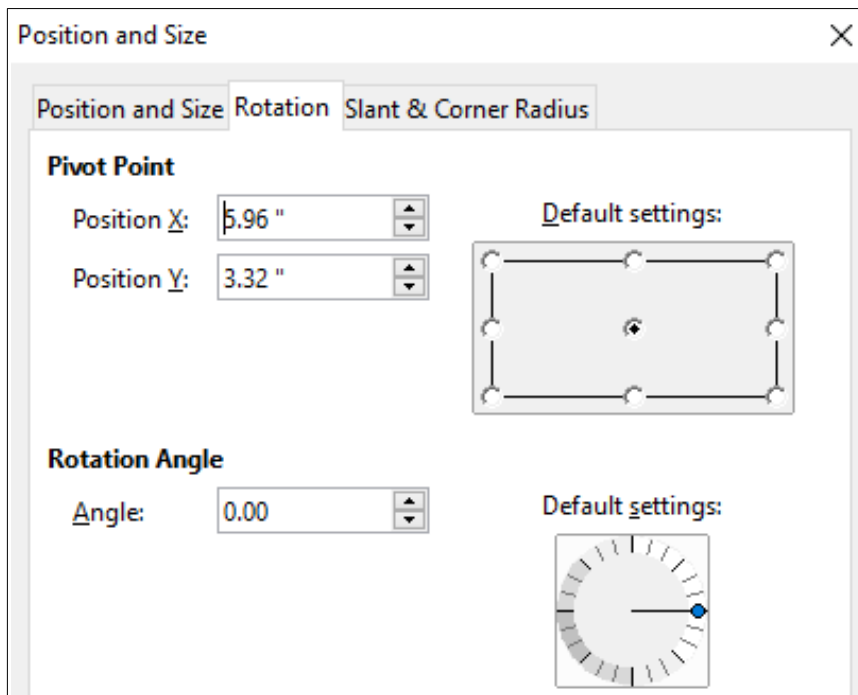 Position and Size
Position and Size Rotation Slant & Corner Radius
Pivot Point
Position X: 5.96 "
Default settings:
Position Y: 3.32 "
Rotation Angle
Angle: 0.00
Default settings: